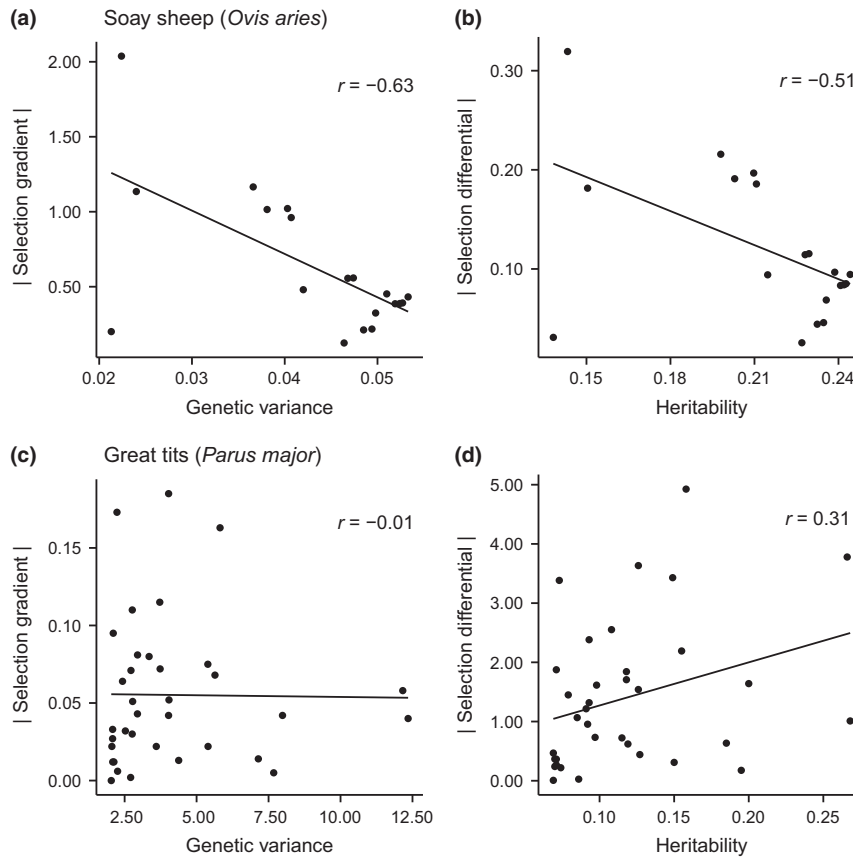 (a) Soay sheep (Ovis aries)
2.00
1.50
1.00
0.50
| Selection gradient |
r = −0.63
0.02 0.03 0.04 0.05
Genetic variance
(b)
0.30
0.20
0.10
| Selection differential |
r = −0.51
0.15 0.18 0.21 0.24
Heritability
(c) Great tits (Parus major)
0.15
0.10
0.05
0.00
| Selection gradient |
r = −0.01
2.50 5.00 7.50 10.00 12.50
Genetic variance
(d)
5.00
4.00
3.00
2.00
1.00
0.00
| Selection differential |
r = 0.31
0.10 0.15 0.20 0.25
Heritability